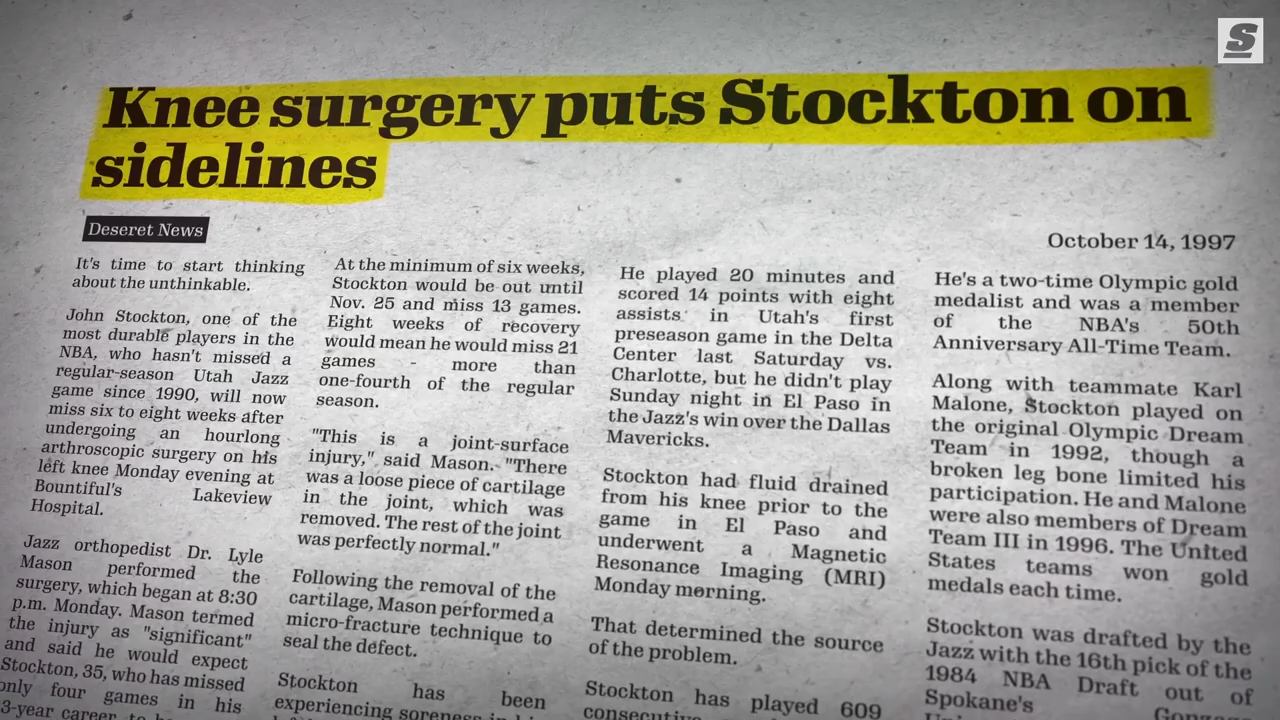 S
Knee surgery puts Stockton on
sidelines
Deseret News
October 14, 1997
It's time to start thinking
about the unthinkable.
John Stockton, one of the
most durable players in the
NBA, who hasn't missed a
regular-season Utah Jazz
game since 1990, will now
miss six to eight weeks after
undergoing an hourlong
arthroscopic surgery on his
left knee Monday evening at
Bountiful's Lakeview
Hospital.
Jazz orthopedist Dr. Lyle
Mason performed the
surgery, which began at 8:30
p.m. Monday. Mason termed
the injury as "significant"
and said he would expect
Stockton, 35, who has missed
only four games in his
3-year career to
At the minimum of six weeks,
Stockton would be out until
Nov. 25 and miss 13 games.
Eight weeks of recovery
would mean he would miss 21
games - more than
one-fourth of the regular
season.
"This is a joint-surface
injury," said Mason. "There
was a loose piece of cartilage
in the joint, which was
removed. The rest of the joint
was perfectly normal."
Following the removal of the
cartilage, Mason performed a
micro-fracture technique to
seal the defect.
Stockton has been
experiencing soreness in
He played 20 minutes and
scored 14 points with eight
assists in Utah's first
preseason game in the Delta
Center last Saturday vs.
Charlotte, but he didn't play
Sunday night in El Paso in
the Jazz's win over the Dallas
Mavericks.
Stockton had fluid drained
from his knee prior to the
game in El Paso and
underwent a Magnetic
Resonance Imaging (MRI)
Monday morning.
That determined the source
of the problem.
Stockton has played 609
consecutive
He's a two-time Olympic gold
medalist and was a member
of the NBA's 50th
Anniversary All-Time Team.
Along with teammate Karl
Malone, Stockton played on
the original Olympic Dream
Team in 1992, though a
broken leg bone limited his
participation. He and Malone
were also members of Dream
Team III in 1996. The United
States teams won gold
medals each time.
Stockton was drafted by the
Jazz with the 16th pick of the
1984 NBA Draft out of
Spokane's Gonzaga